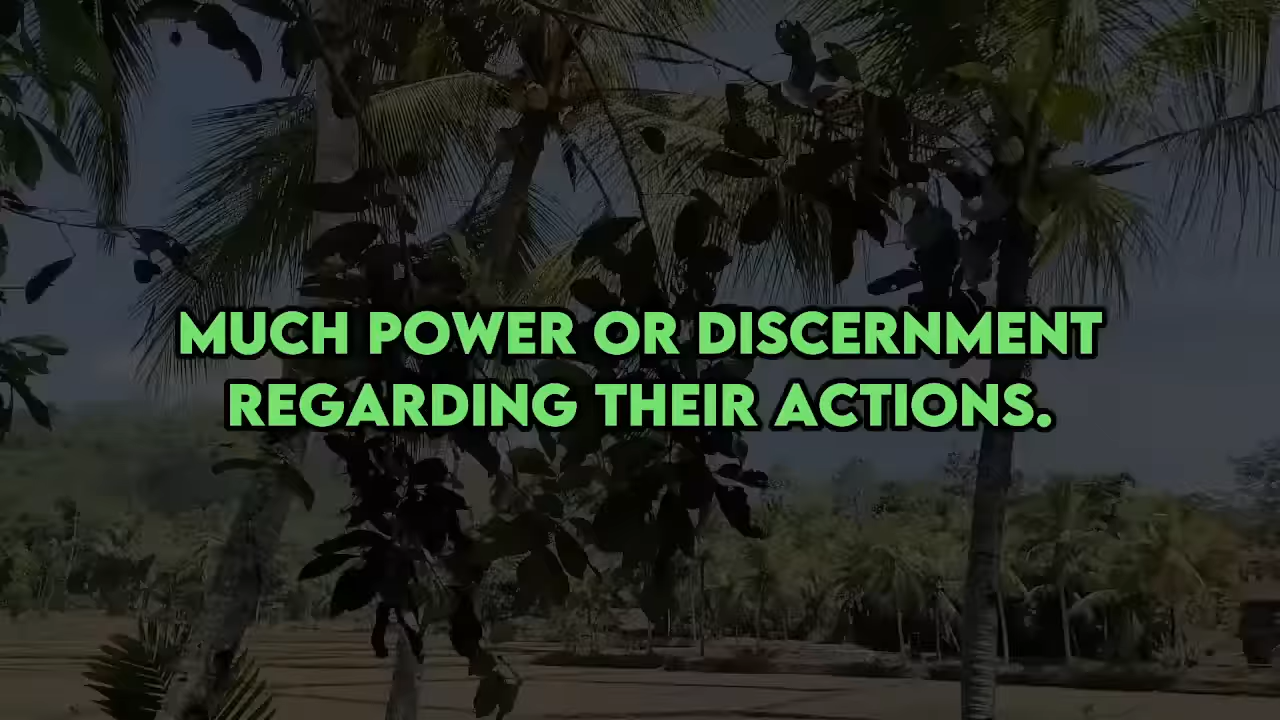 MUCH POWER OR DISCERNMENT
REGARDING THEIR ACTIONS.